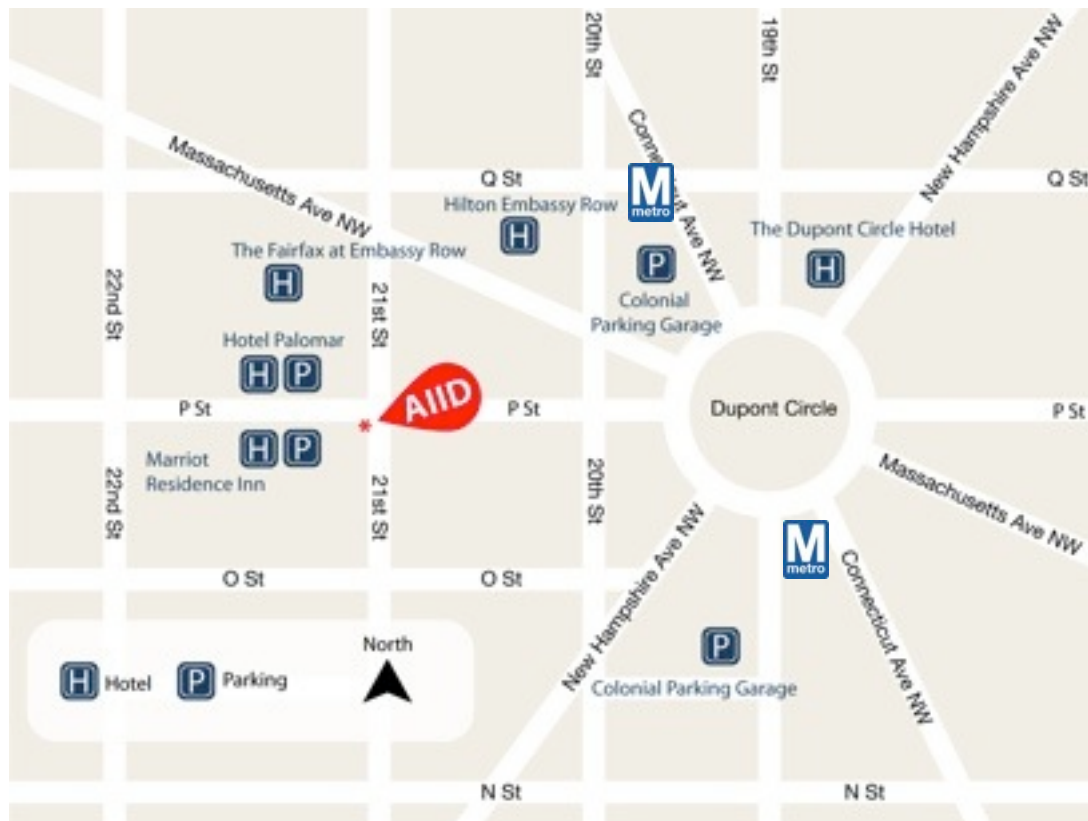 20th St
19th St
New Hampshire Ave NW
Massachusetts Ave NW
Connecticut Ave NW
Q St
Q St
M
metro
Hilton Embassy Row
H
The Dupont Circle Hotel
H
The Fairfax at Embassy Row
H
P
Colonial
Parking Garage
22nd St
21st St
Hotel Palomar
H P
AIID
P St
*
P St
Dupont Circle
P St
Marriot
Residence Inn
H P
22nd St
21st St
20th St
Massachusetts Ave NW
M
metro
New Hampshire Ave NW
Connecticut Ave NW
O St
O St
North
H Hotel
P Parking
P
Colonial Parking Garage
N St
N St